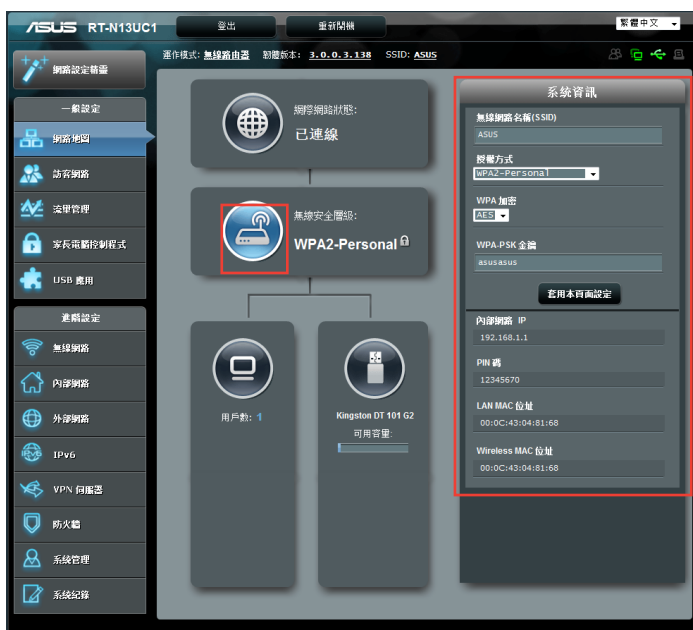 ASUS RT-N13UC1 登出 重新開機 繁體中文
運作模式: 無線路由器 韌體版本: 3.0.0.3.138 SSID: ASUS
網路設定精靈
一般設定
網路地圖
訪客網路
流量管理
家長電腦控制程式
USB 應用
進階設定
無線網路
內部網路
外部網路
IPv6
VPN 伺服器
防火牆
系統管理
系統紀錄
網際網路狀態:
已連線
無線安全層級:
WPA2-Personal
用戶數: 1
Kingston DT 101 G2
可用容量:
系統資訊
無線網路名稱(SSID)
ASUS
授權方式
WPA2-Personal
WPA 加密
AES
WPA-PSK 金鑰
asusasus
套用本頁面設定
內部網路 IP
192.168.1.1
PIN 碼
12345670
LAN MAC 位址
00:0C:43:04:81:68
Wireless MAC 位址
00:0C:43:04:81:68